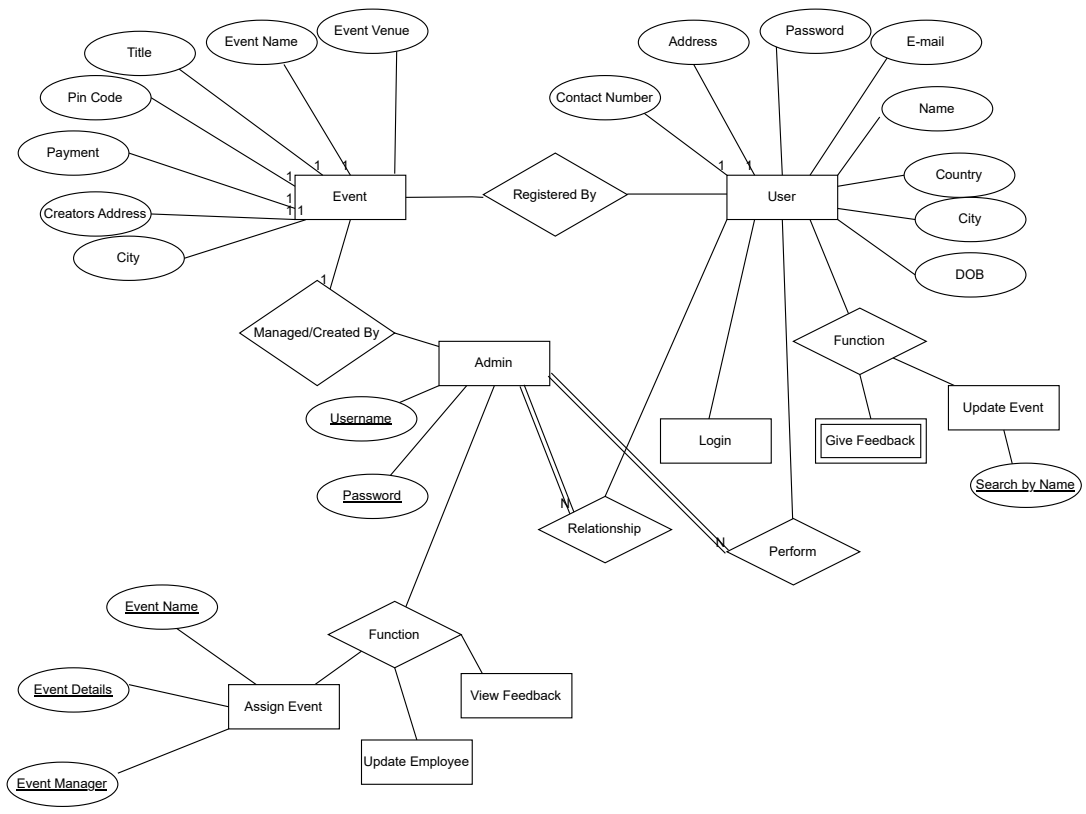 Event Venue
Event Name
Title
Pin Code
Payment
Creators Address
City
1
1
1
1
1
1
Event
Registered By
Password
Address
E-mail
Contact Number
Name
Country
City
DOB
1
1
User
1
Managed/Created By
Admin
Username
Password
Function
Login
Give Feedback
Update Event
Search by Name
N
Relationship
N
Perform
Event Name
Function
Event Details
Assign Event
View Feedback
Update Employee
Event Manager